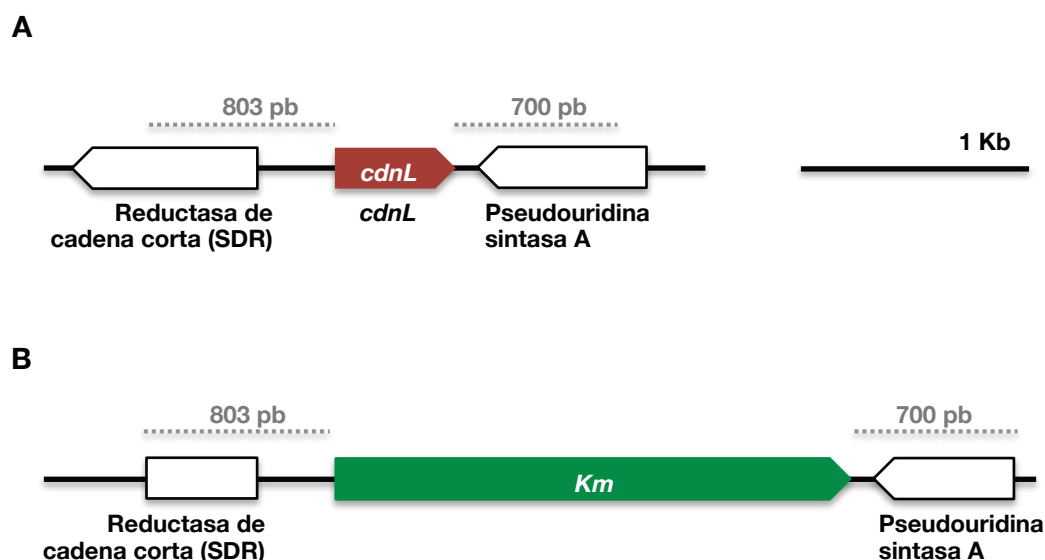 A
803 pb
700 pb
1 Kb
cdnL
cdnL
Reductasa de
cadena corta (SDR)
Pseudouridina
sintasa A
B
803 pb
700 pb
Km
Reductasa de
cadena corta (SDR)
Pseudouridina
sintasa A